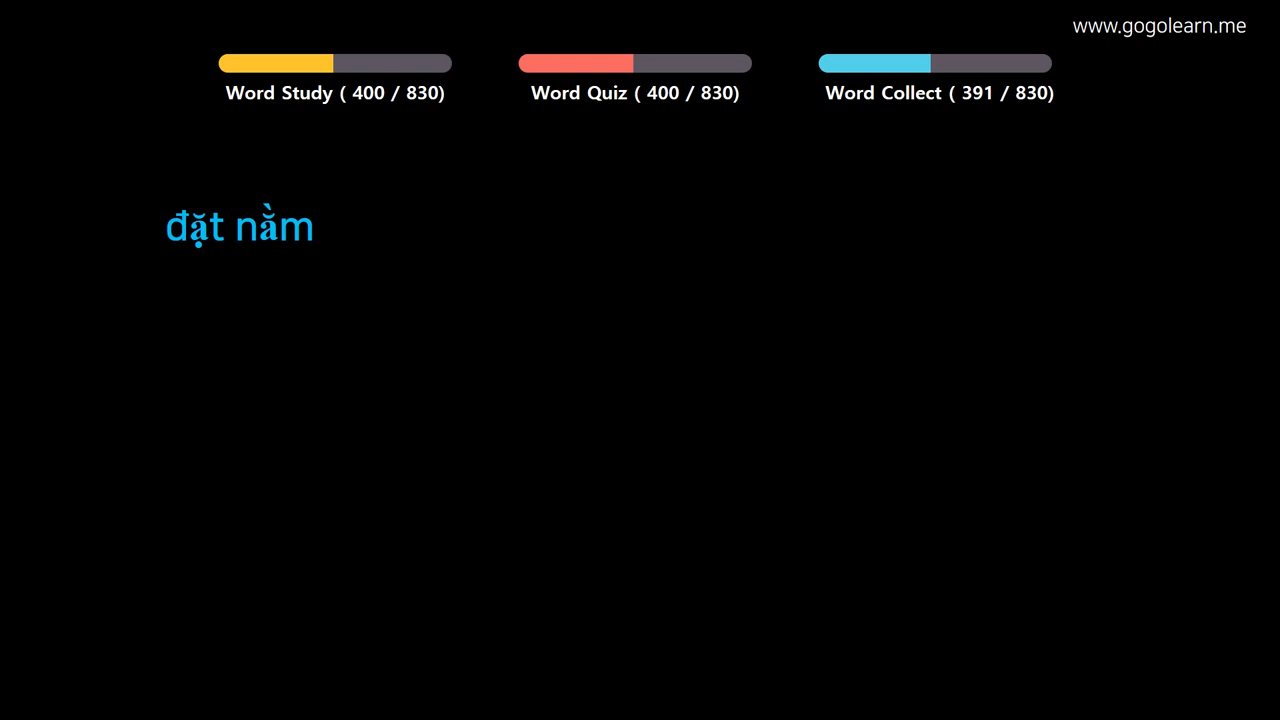 www.gogolearn.me
Word Study ( 400 / 830)
Word Quiz ( 400 / 830)
Word Collect ( 391 / 830)
đặt nằm